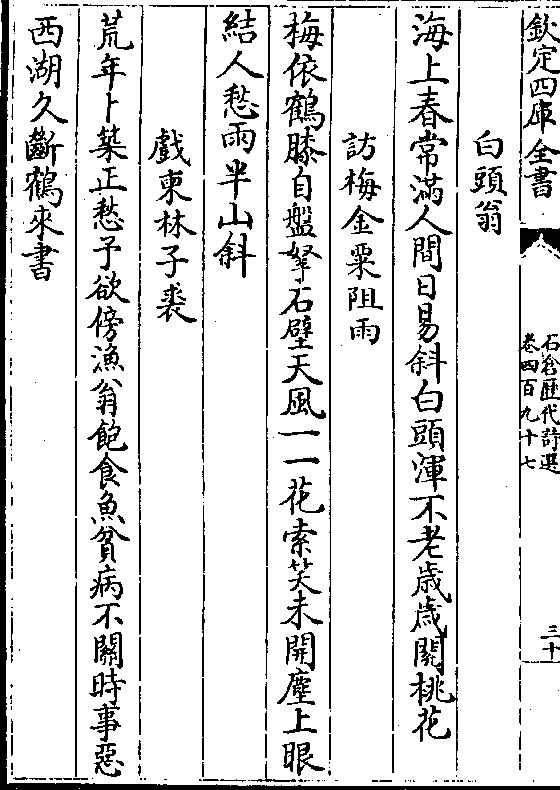 欽定四庫全書
石倉歷代詩選
卷四百九十七
三十
白頭翁
海上春常滿人間日易斜白頭渾不老歲歲關桃花
訪梅金粟阻雨
梅依鶴膝自盤拏石壁天風一一花索笑未開塵上眼
結人愁雨半山斜
戲柬林子裘
荒年卜築正愁予欲傍漁翁飽食魚貧病不關時事惡
西湖久斷鶴來書